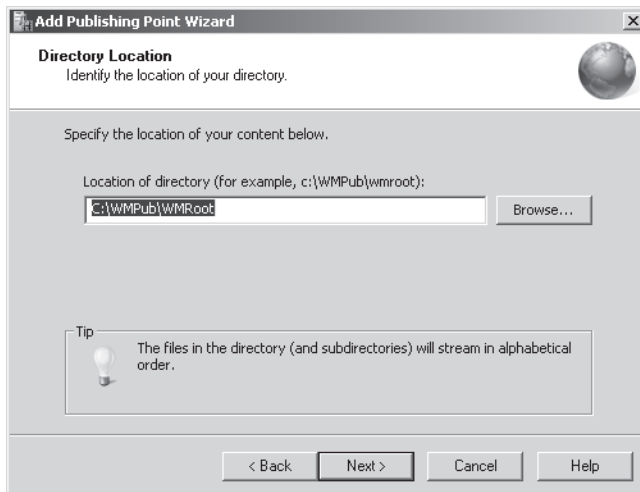 Add Publishing Point Wizard
Directory Location
Identify the location of your directory.
Specify the location of your content below.
Location of directory (for example, c:\WMPub\wmroot):
C:\WMPub\WMRoot
Browse...
Tip
The files in the directory (and subdirectories) will stream in alphabetical
order.
< Back
Next >
Cancel
Help